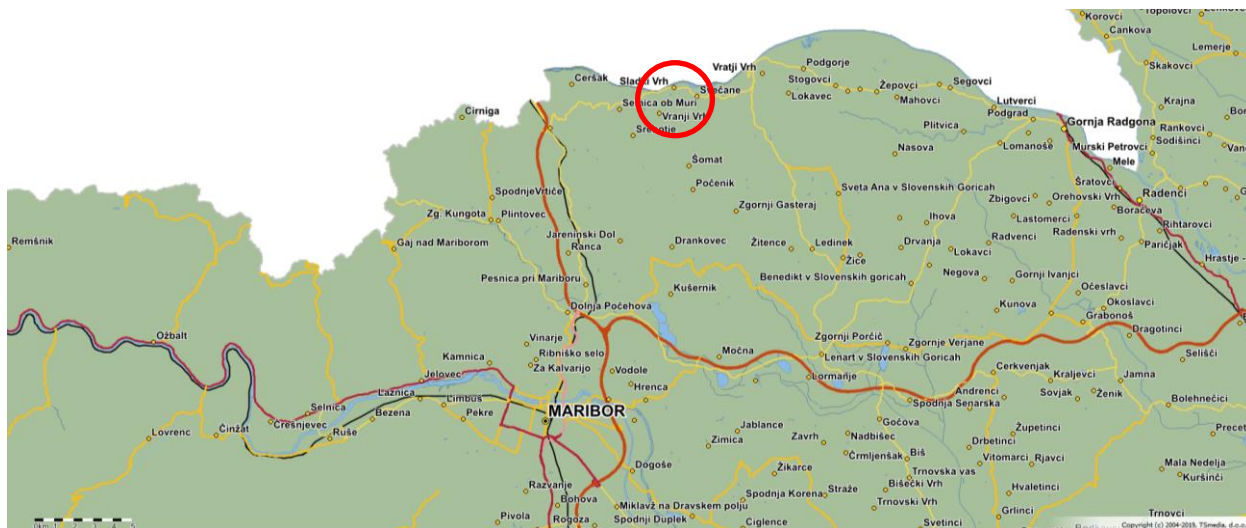 Korovci
Topolovci
Cankova
Lemerje
Skakovci
Vratji Vrh
Podgorje
Stogovci
Segovci
Žepovci
Ceršak
Sladki Vrh
Svečane
Lokavec
Mahovci
Lutverci
Krajna
Selnica ob Muri
Cirniga
Vranji Vrh
Podgrad
Gornja Radgona
Plitvica
Rankovci
Sodišinci
Lomanoše
Murski Petrovci
Mele
Nasova
Šomat
Počenik
Šratovci
Radenci
SpodnjeVrtiče
Sveta Ana v Slovenskih Goricah
Zbigovci
Orehovski Vrh
Boračeva
Zg. Kungota
Plintovec
Zgornji Gasteraj
Ihova
Lastomerci
Rihtarovci
Remšnik
Gaj nad Mariborom
Jareninski Dol
Ranca
Drankovec
Žitence
Ledinek
Drvanja
Lokavci
Radvenci
Radenski vrh
Paričjak
Žice
Hrastje -
Pesnica pri Mariboru
Benedikt v Slovenskih goricah
Negova
Gornji Ivanjci
Kušernik
Očeslavci
Okoslavci
Dolnja Počehova
Kunova
Grabonoš
Ožbalt
Vinarje
Zgornji Porčič
Zgornje Verjane
Dragotinci
Kamnica
Ribniško selo
Za Kalvarijo
Močna
Lenart v Slovenskih Goricah
Selišči
Jelovec
Vodole
Lormanje
Cerkvenjak
Kraljevci
Jamna
Hrenca
Andrenci
Sovjak
Ženik
Laznica
Limbuš
Bolehnečici
Selnica
Bezena
Pekre
MARIBOR
Spodnja Senarska
Črešnjevec
Jablance
Gočova
Župetinci
Lovrenc
Činžat
Ruše
Zimica
Zavrh
Nadbišec
Drbetinci
Črmljenšak
Biš
Vitomarci
Rjavci
Dogoše
Žikarce
Trnovska vas
Mala Nedelja
Kuršinci
Razvanje
Spodnja Korena
Straže
Bišečki Vrh
Hvaletinci
Bohova
Miklavž na Dravskem polju
Trnovski Vrh
Grlinci
Trnovci
Pivola
Rogoza
Spodnji Duplek
Ciglence
Svetinci
Copyright (c) 2004-2019, TSmedia, d.o.o.